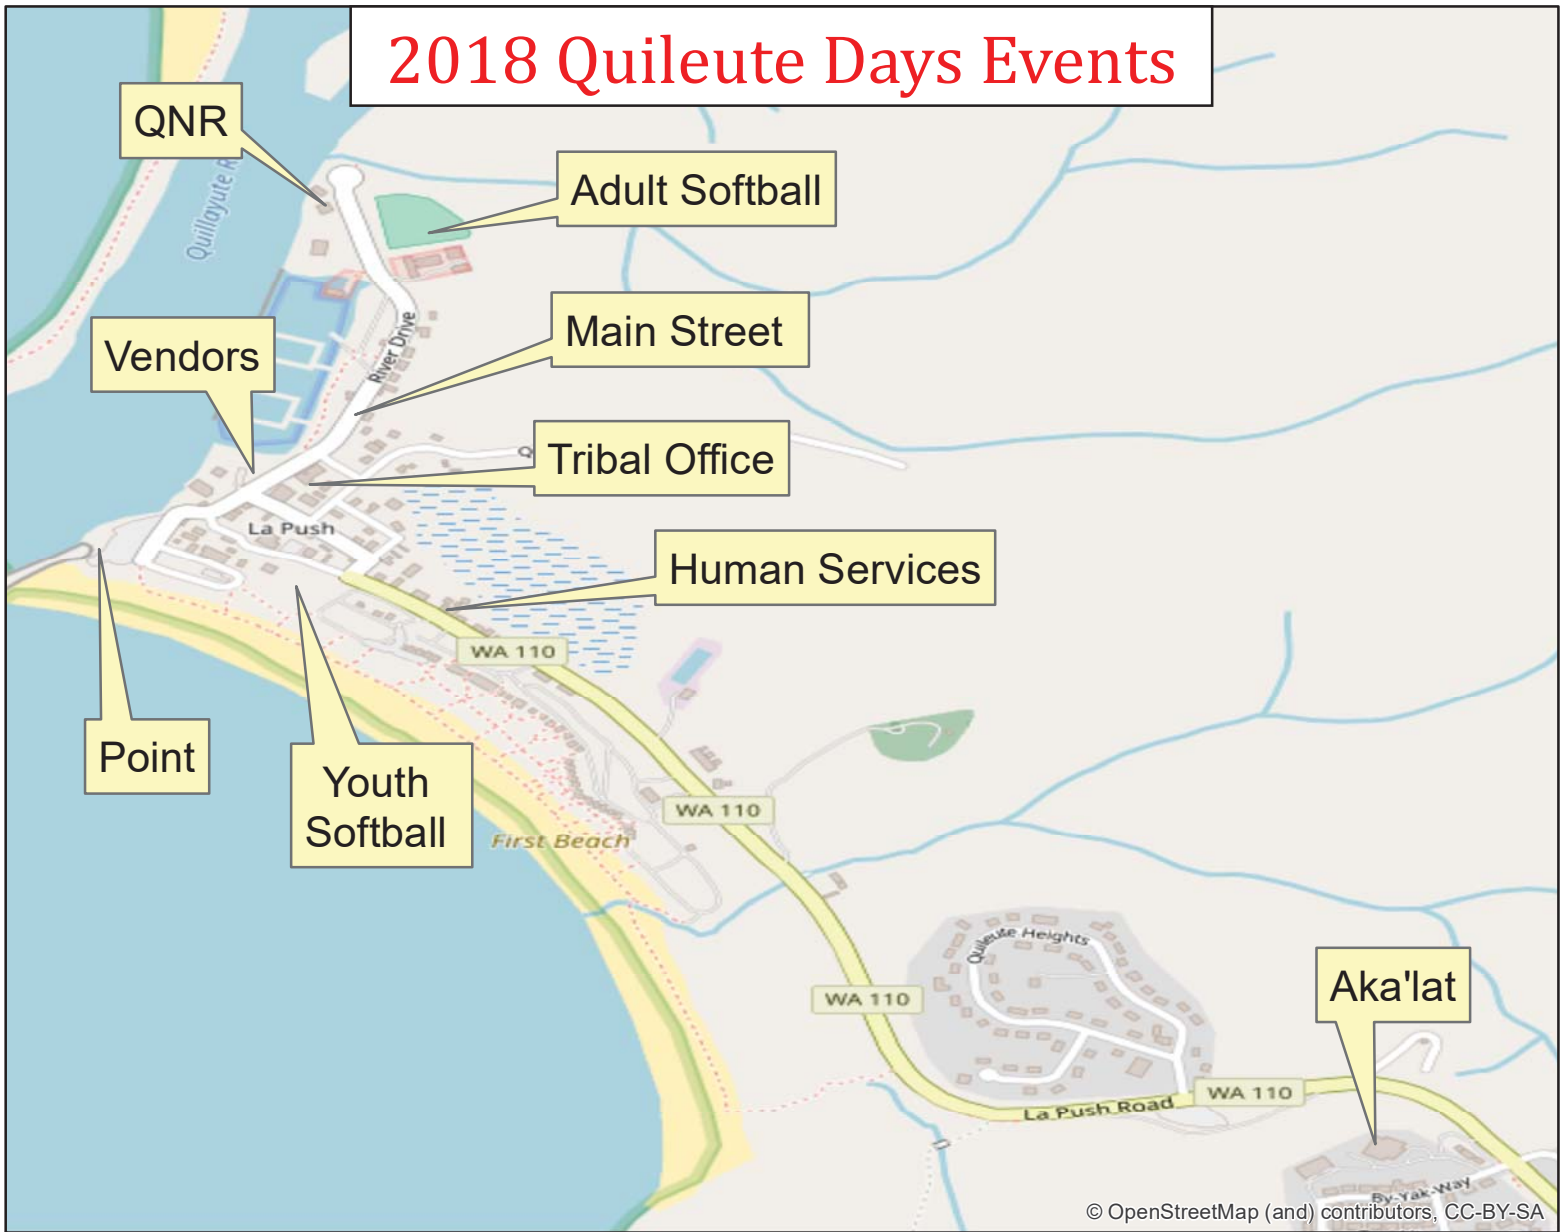 2018 Quileute Days Events
QNR
Quillayute R
Adult Softball
Main Street
Vendors
River Drive
Q
Tribal Office
La Push
Human Services
WA 110
Point
Youth
Softball
WA 110
First Beach
Quileute Heights
WA 110
Aka'lat
La Push Road
WA 110
By-Yak-Way
© OpenStreetMap (and) contributors, CC-BY-SA